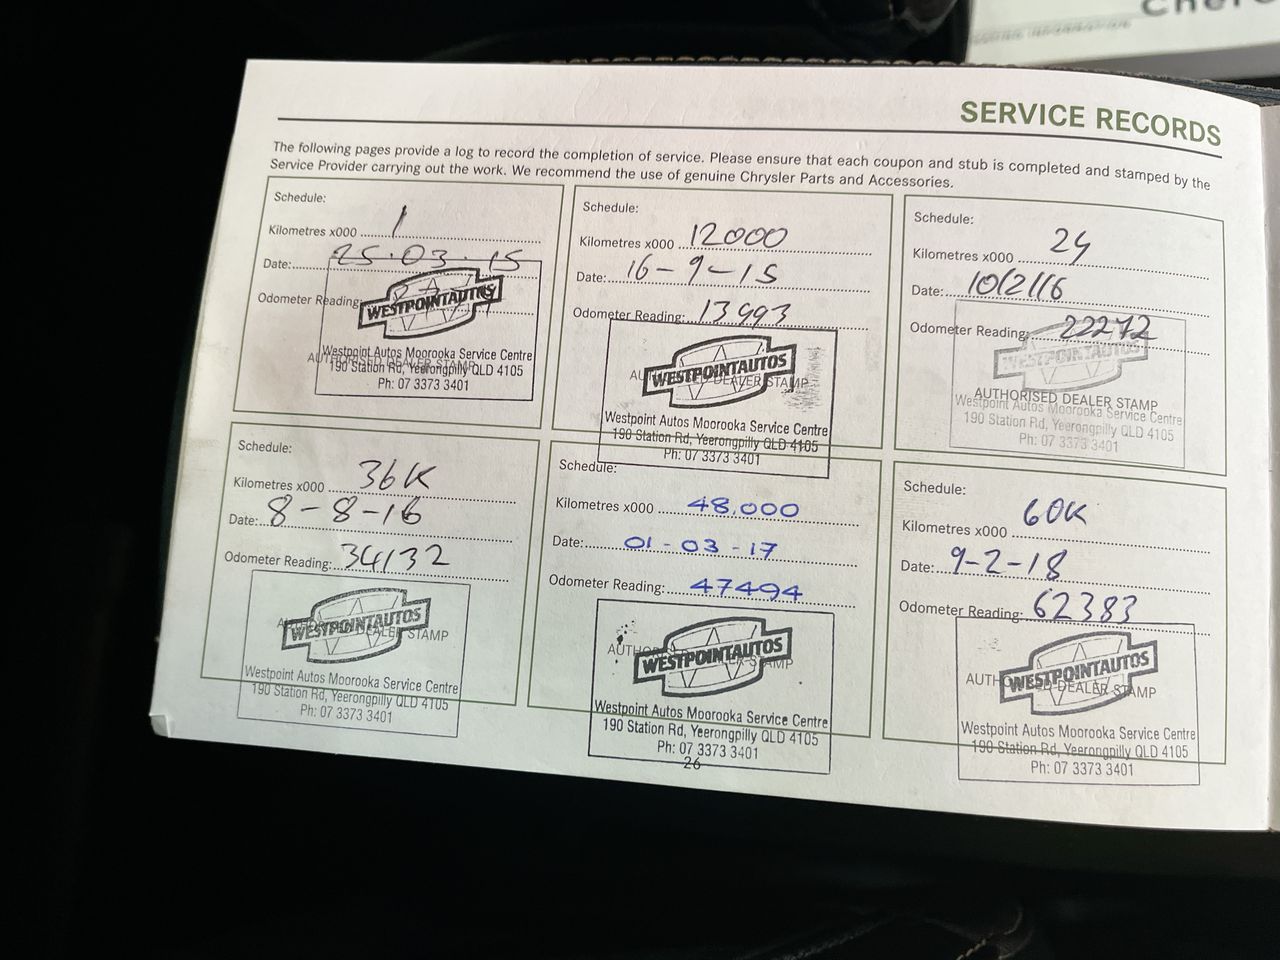 SERVICE RECORDS
The following pages provide a log to record the completion of service. Please ensure that each coupon and stub is completed and stamped by the
Service Provider carrying out the work. We recommend the use of genuine Chrysler Parts and Accessories.
Schedule:
Kilometres x000 1
Date: 25.03.15
Odometer Reading:
WESTPOINTAUTOS
AUTHORISED DEALER STAMP
Westpoint Autos Moorooka Service Centre
190 Station Rd, Yeerongpilly QLD 4105
Ph: 07 3373 3401
Schedule:
Kilometres x000 12000
Date: 16-9-15
Odometer Reading: 13993
WESTPOINTAUTOS
DEALER STAMP
Westpoint Autos Moorooka Service Centre
190 Station Rd, Yeerongpilly QLD 4105
Ph: 07 3373 3401
Schedule:
Kilometres x000 24
Date: 10/2/16
Odometer Reading: 22272
WESTPOINTAUTOS
AUTHORISED DEALER STAMP
Westpoint Autos Moorooka Service Centre
190 Station Rd, Yeerongpilly QLD 4105
Ph: 07 3373 3401
Schedule:
Kilometres x000 36K
Date: 8-8-16
Odometer Reading: 34132
WESTPOINTAUTOS
DEALER STAMP
Westpoint Autos Moorooka Service Centre
190 Station Rd, Yeerongpilly QLD 4105
Ph: 07 3373 3401
Schedule:
Kilometres x000 48,000
Date: 01-03-17
Odometer Reading: 47494
WESTPOINTAUTOS
Westpoint Autos Moorooka Service Centre
190 Station Rd, Yeerongpilly QLD 4105
Ph: 07 3373 3401
Schedule:
Kilometres x000 60K
Date: 9-2-18
Odometer Reading: 62383
WESTPOINTAUTOS
DEALER STAMP
Westpoint Autos Moorooka Service Centre
190 Station Rd, Yeerongpilly QLD 4105
Ph: 07 3373 3401
26